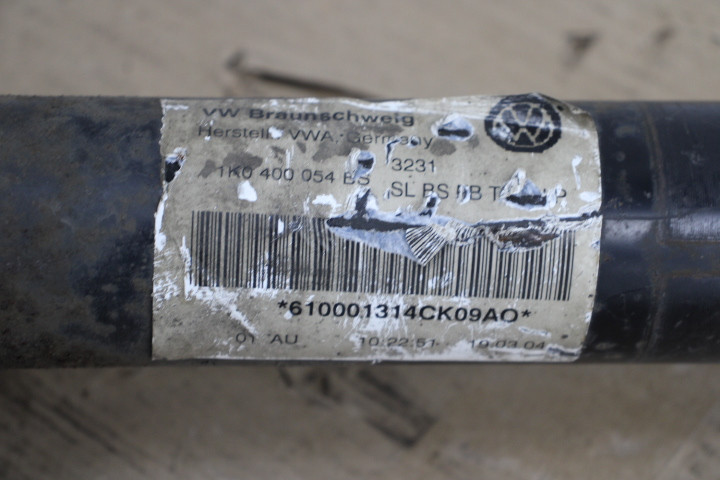 VW Braunschweig
Herstell. VWA, Germany
1K0 400 054 BS 3231
SL BS
*610001314CK09AO*
01 AU 10:22:51 19.03.04